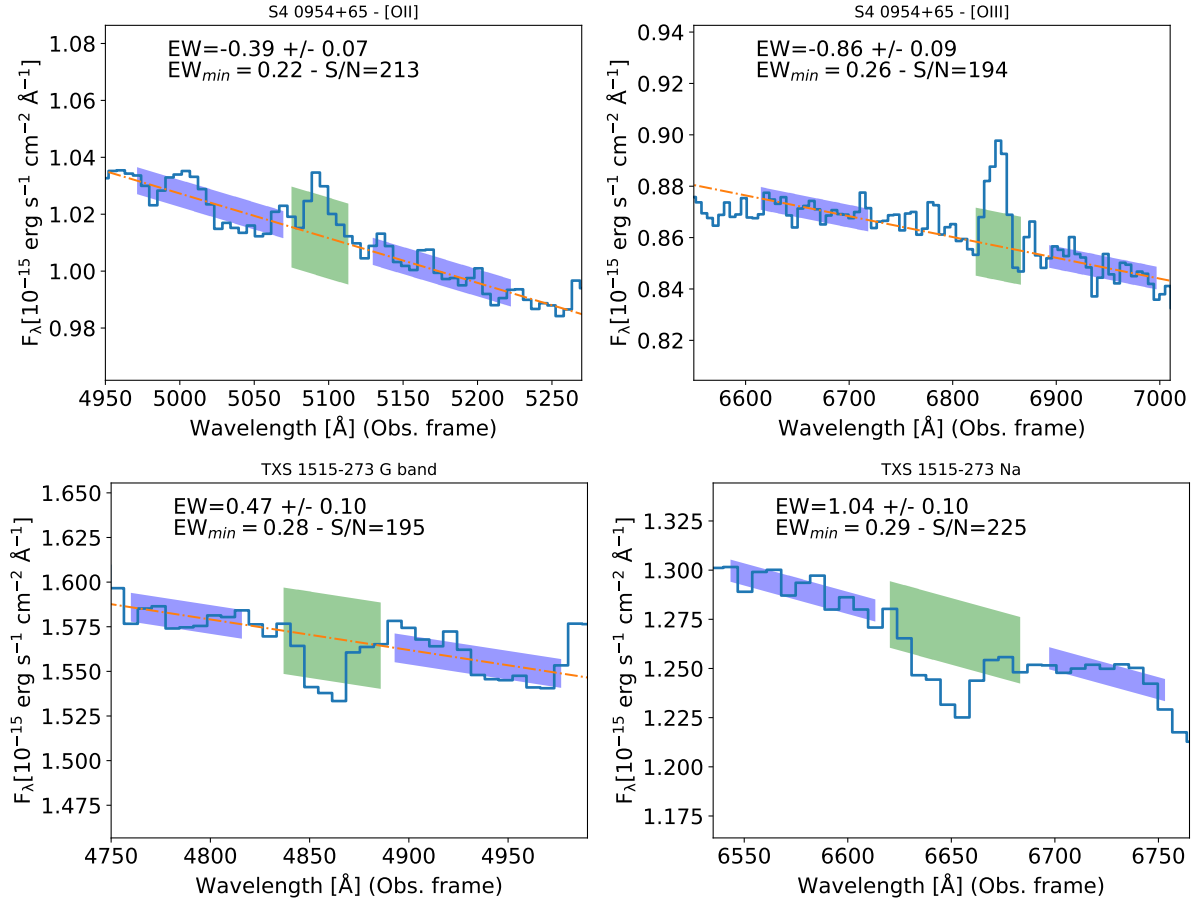 S4 0954+65 - [OII]
EW=-0.39 +/- 0.07
EWmin = 0.22 - S/N=213
1.08
1.06
1.04
1.02
1.00
0.98
Fλ[10−15 erg s−1 cm−2 Å−1]
4950 5000 5050 5100 5150 5200 5250
Wavelength [Å] (Obs. frame)
S4 0954+65 - [OIII]
EW=-0.86 +/- 0.09
EWmin = 0.26 - S/N=194
0.94
0.92
0.90
0.88
0.86
0.84
0.82
Fλ[10−15 erg s−1 cm−2 Å−1]
6600 6700 6800 6900 7000
Wavelength [Å] (Obs. frame)
TXS 1515-273 G band
EW=0.47 +/- 0.10
EWmin = 0.28 - S/N=195
1.650
1.625
1.600
1.575
1.550
1.525
1.500
1.475
Fλ[10−15 erg s−1 cm−2 Å−1]
4750 4800 4850 4900 4950
Wavelength [Å] (Obs. frame)
TXS 1515-273 Na
EW=1.04 +/- 0.10
EWmin = 0.29 - S/N=225
1.325
1.300
1.275
1.250
1.225
1.200
1.175
Fλ[10−15 erg s−1 cm−2 Å−1]
6550 6600 6650 6700 6750
Wavelength [Å] (Obs. frame)